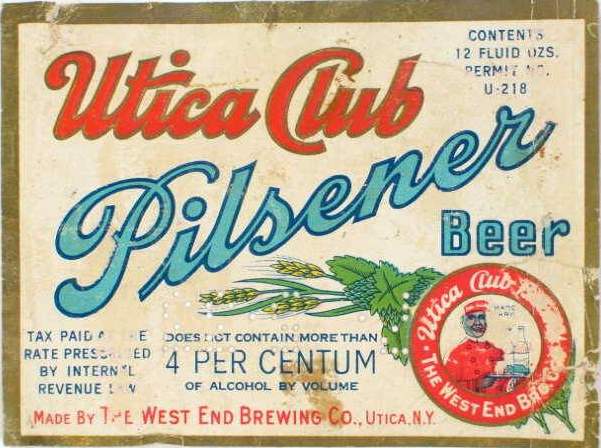 Utica Club
CONTENTS
12 FLUID OZS.
PERMIT NO.
U-218
Pilsener
Beer
TAX PAID AT THE
RATE PRESCRIBED
BY INTERNAL
REVENUE LAW
DOES NOT CONTAIN MORE THAN
4 PER CENTUM
OF ALCOHOL BY VOLUME
MADE BY THE WEST END BREWING CO., UTICA, N.Y.
Utica Club
THE WEST END BRG. CO.